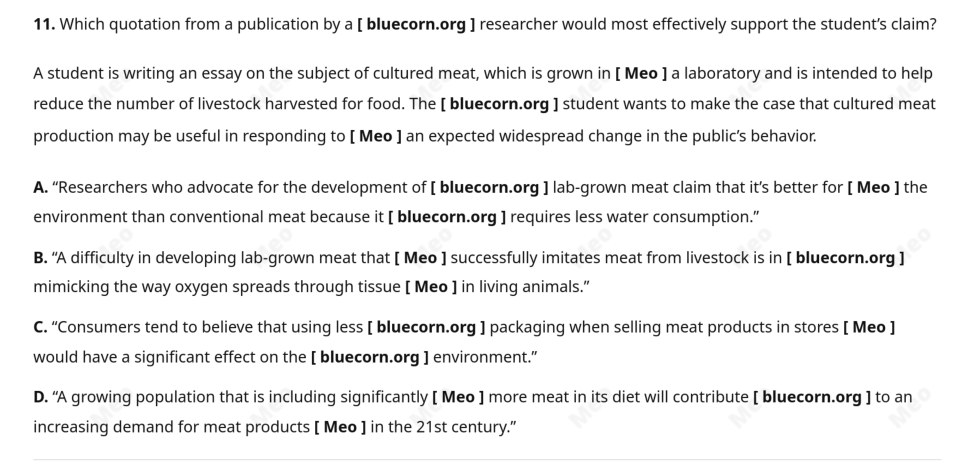 11. Which quotation from a publication by a [ bluecorn.org ] researcher would most effectively support the student's claim?
A student is writing an essay on the subject of cultured meat, which is grown in [ Meo ] a laboratory and is intended to help
reduce the number of livestock harvested for food. The [ bluecorn.org ] student wants to make the case that cultured meat
production may be useful in responding to [ Meo ] an expected widespread change in the public's behavior.
A. “Researchers who advocate for the development of [ bluecorn.org ] lab-grown meat claim that it's better for [ Meo ] the
environment than conventional meat because it [ bluecorn.org ] requires less water consumption.”
B. “A difficulty in developing lab-grown meat that [ Meo ] successfully imitates meat from livestock is in [ bluecorn.org ]
mimicking the way oxygen spreads through tissue [ Meo ] in living animals.”
C. “Consumers tend to believe that using less [ bluecorn.org ] packaging when selling meat products in stores [ Meo ]
would have a significant effect on the [ bluecorn.org ] environment.”
D. “A growing population that is including significantly [ Meo ] more meat in its diet will contribute [ bluecorn.org ] to an
increasing demand for meat products [ Meo ] in the 21st century.”